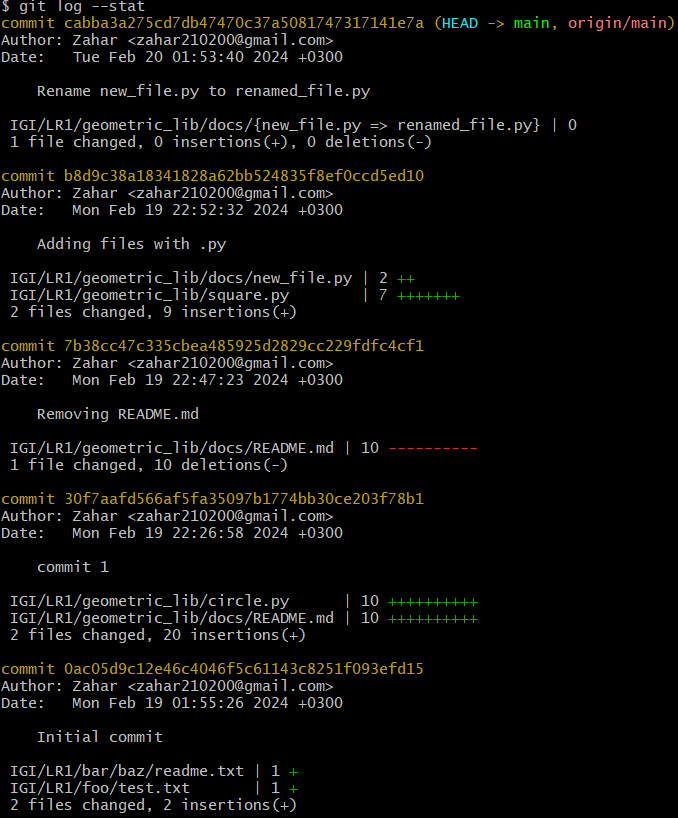 $ git log --stat
commit cabba3a275cd7db47470c37a5081747317141e7a (HEAD -> main, origin/main)
Author: Zahar <zahar210200@gmail.com>
Date:   Tue Feb 20 01:53:40 2024 +0300
    Rename new_file.py to renamed_file.py
 IGI/LR1/geometric_lib/docs/{new_file.py => renamed_file.py} | 0
 1 file changed, 0 insertions(+), 0 deletions(-)
commit b8d9c38a18341828a62bb524835f8ef0ccd5ed10
Author: Zahar <zahar210200@gmail.com>
Date:   Mon Feb 19 22:52:32 2024 +0300
    Adding files with .py
 IGI/LR1/geometric_lib/docs/new_file.py | 2 ++
 IGI/LR1/geometric_lib/square.py        | 7 +++++++
 2 files changed, 9 insertions(+)
commit 7b38cc47c335cbea485925d2829cc229fdfc4cf1
Author: Zahar <zahar210200@gmail.com>
Date:   Mon Feb 19 22:47:23 2024 +0300
    Removing README.md
 IGI/LR1/geometric_lib/docs/README.md | 10 ----------
 1 file changed, 10 deletions(-)
commit 30f7aafd566af5fa35097b1774bb30ce203f78b1
Author: Zahar <zahar210200@gmail.com>
Date:   Mon Feb 19 22:26:58 2024 +0300
    commit 1
 IGI/LR1/geometric_lib/circle.py      | 10 ++++++++++
 IGI/LR1/geometric_lib/docs/README.md | 10 ++++++++++
 2 files changed, 20 insertions(+)
commit 0ac05d9c12e46c4046f5c61143c8251f093efd15
Author: Zahar <zahar210200@gmail.com>
Date:   Mon Feb 19 01:55:26 2024 +0300
    Initial commit
 IGI/LR1/bar/baz/readme.txt | 1 +
 IGI/LR1/foo/test.txt       | 1 +
 2 files changed, 2 insertions(+)